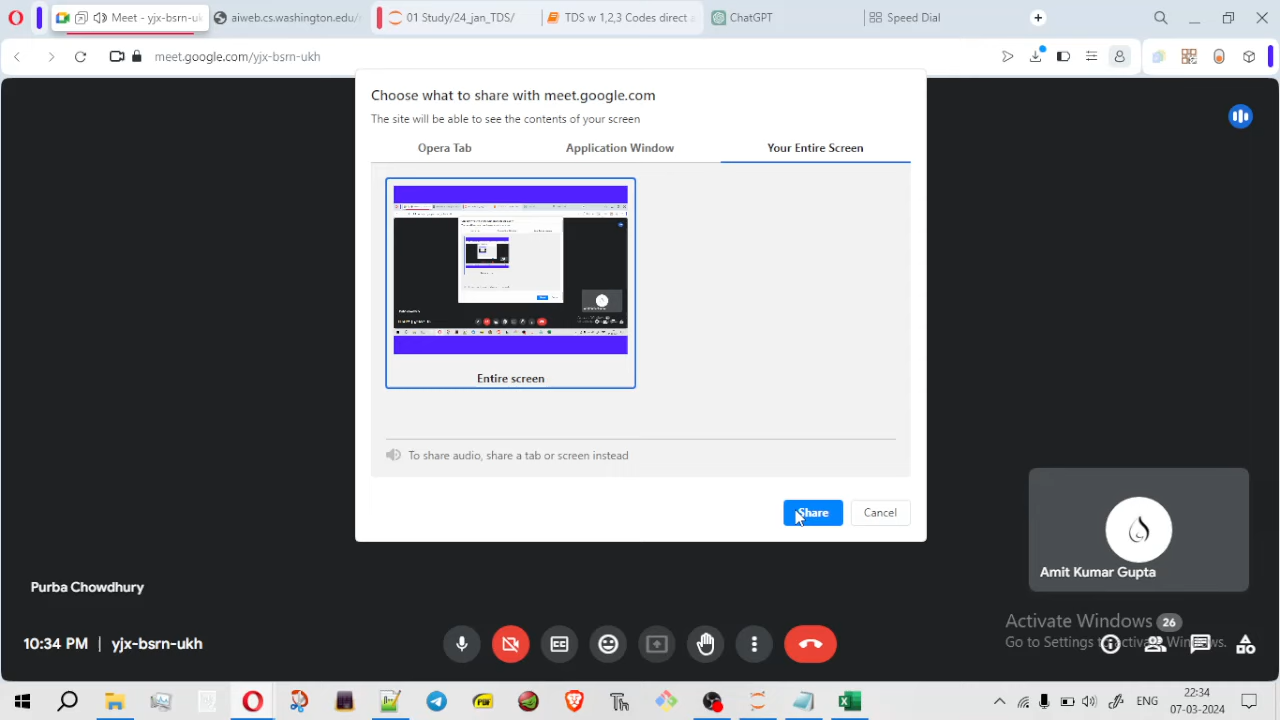 Meet - yjx-bsrn-uk
aiweb.cs.washington.edu/
01 Study/24_jan_TDS/
TDS w 1,2,3 Codes direct a
ChatGPT
Speed Dial
meet.google.com/yjx-bsrn-ukh
Choose what to share with meet.google.com
The site will be able to see the contents of your screen
Opera Tab
Application Window
Your Entire Screen
Entire screen
To share audio, share a tab or screen instead
Share
Cancel
Amit Kumar Gupta
Purba Chowdhury
10:34 PM | yjx-bsrn-ukh
Activate Windows
26
Go to Settings to activate Windows.
ENG
22:34
07-03-2024